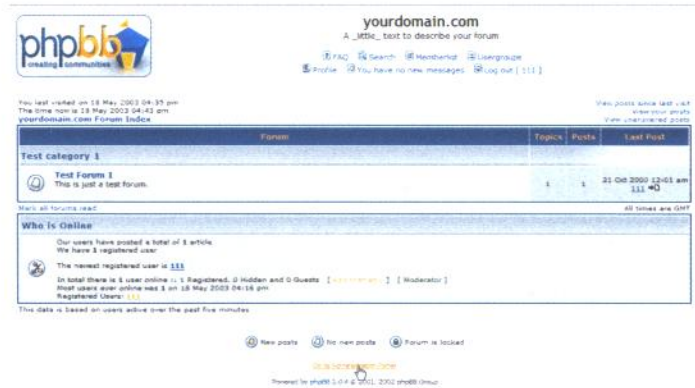 phpBB
creating communities
yourdomain.com
A _little_ text to describe your forum
FAQ Search Memberlist Usergroups
Profile You have no new messages Log out [ 111 ]
You last visited on 18 May 2003 04:35 pm
The time now is 18 May 2003 04:43 pm
yourdomain.com Forum Index
View posts since last visit
View your posts
View unanswered posts
Forum Topics Posts Last Post
Test category 1
Test Forum 1
This is just a test forum.
1 1 21 Oct 2000 12:01 am
111
Mark all forums read
All times are GMT
Who is Online
Our users have posted a total of 1 article
We have 1 registered user
The newest registered user is 111
In total there is 1 user online :: 1 Registered, 0 Hidden and 0 Guests [ Administrator ] [ Moderator ]
Most users ever online was 1 on 18 May 2003 04:16 pm
Registered Users: 111
This data is based on users active over the past five minutes
New posts No new posts Forum is locked
Powered by phpBB 2.0.4 © 2001, 2002 phpBB Group